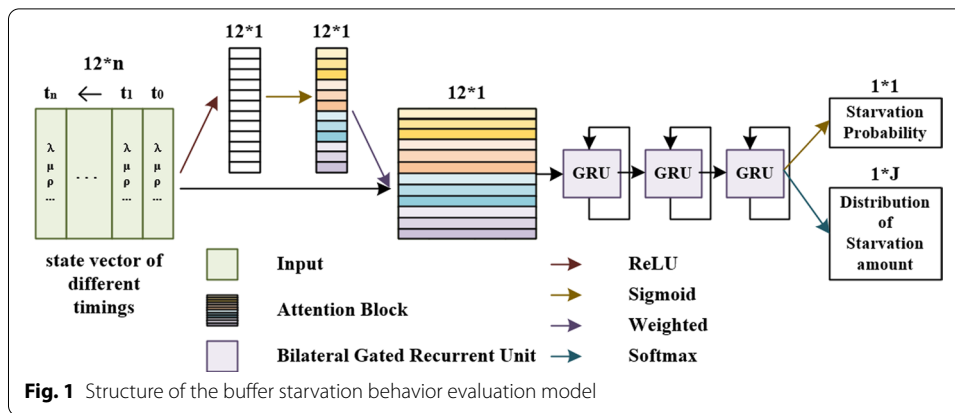 12*n
tn ← t1 t0
λ λ λ
μ μ μ
ρ ... ρ ρ
... ... ...
state vector of
different
timings
12*1
12*1
12*1
GRU
GRU
GRU
1*1
Starvation
Probability
1*J
Distribution
of
Starvation
amount
Input
Attention Block
Bilateral Gated Recurrent Unit
ReLU
Sigmoid
Weighted
Softmax
Fig. 1 Structure of the buffer starvation behavior evaluation model